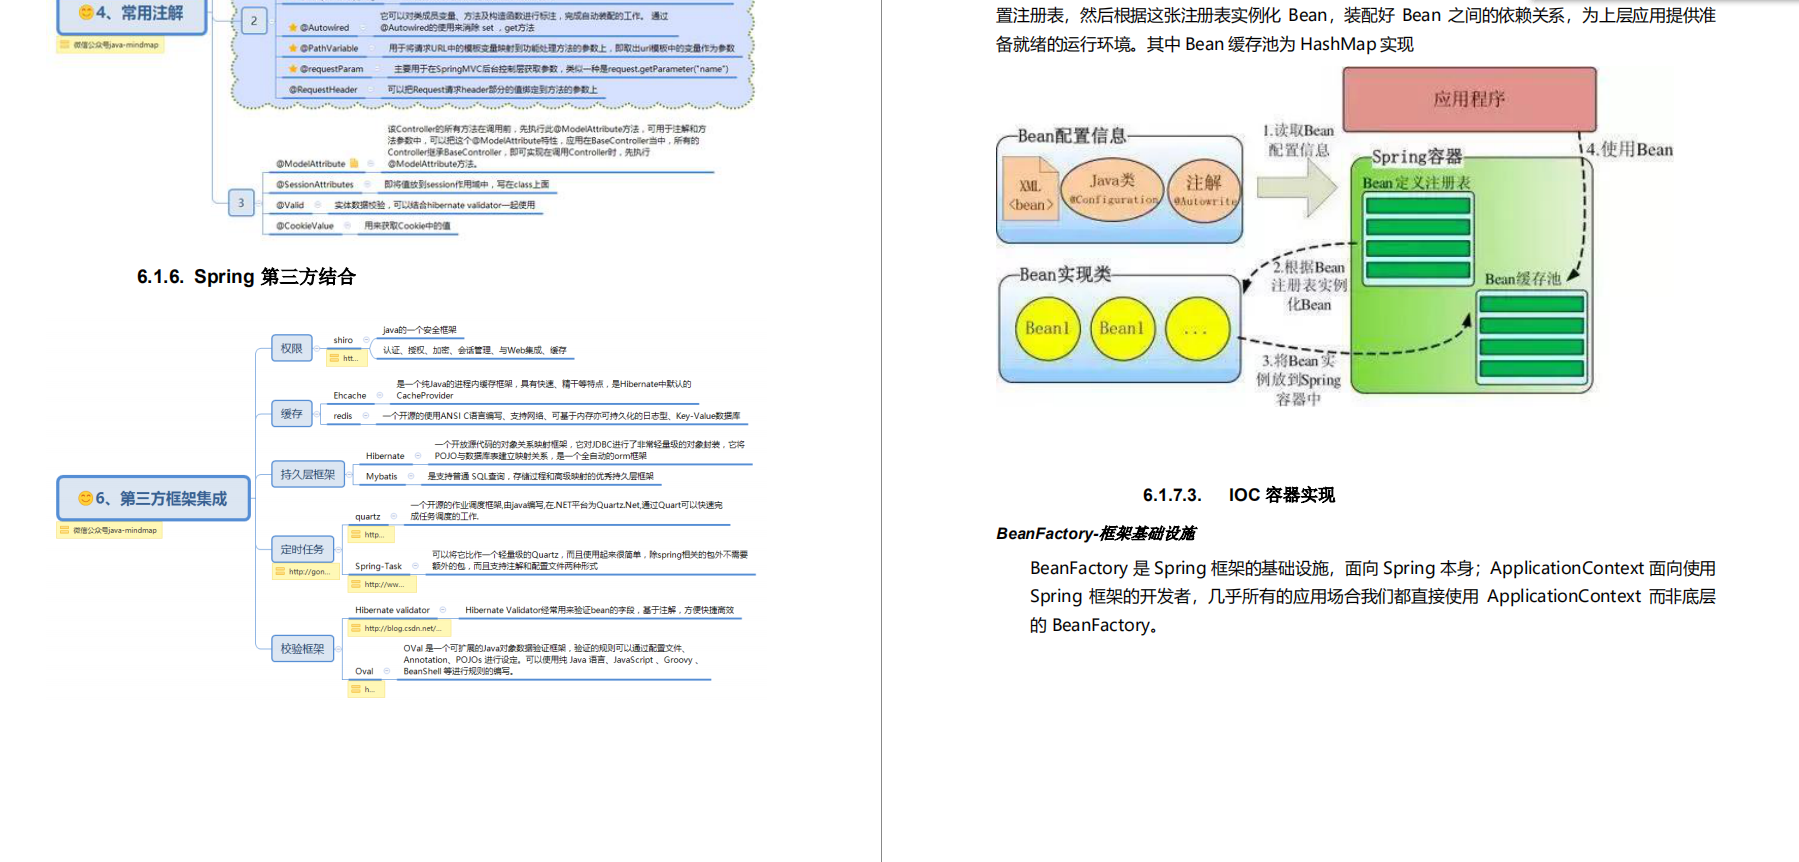 😊4、常用注解
微信公众号java-mindmap
2
它可以对类成员变量、方法及构造函数进行标注，完成自动装配的工作。 通过
@Autowired的使用来消除 set ，get方法
@Autowired
@PathVariable
用于将请求URL中的模板变量映射到功能处理方法的参数上，即取出uri模板中的变量作为参数
@requestParam
主要用于在SpringMVC后台控制层获取参数，类似一种是request.getParameter("name")
@RequestHeader
可以把Request请求header部分的值绑定到方法的参数上
3
该Controller的所有方法在调用前，先执行此@ModelAttribute方法，可用于注解和方
法参数中，可以把这个@ModelAttribute特性，应用在BaseController当中，所有的
Controller继承BaseController，即可实现在调用Controller时，先执行
@ModelAttribute方法。
@ModelAttribute
@SessionAttributes
即将值放到session作用域中，写在class上面
@Valid
实体数据校验，可以结合hibernate validator一起使用
@CookieValue
用来获取Cookie中的值
6.1.6. Spring 第三方结合
😊6、第三方框架集成
微信公众号java-mindmap
权限
shiro
htt...
java的一个安全框架
认证、授权、加密、会话管理、与Web集成、缓存
缓存
Ehcache
是一个纯Java的进程内缓存框架，具有快速、精干等特点，是Hibernate中默认的
CacheProvider
redis
一个开源的使用ANSI C语言编写、支持网络、可基于内存亦可持久化的日志型、Key-Value数据库
持久层框架
Hibernate
一个开放源代码的对象关系映射框架，它对JDBC进行了非常轻量级的对象封装，它将
POJO与数据库表建立映射关系，是一个全自动的orm框架
Mybatis
是支持普通 SQL查询，存储过程和高级映射的优秀持久层框架
定时任务
http://gon...
quartz
http...
一个开源的作业调度框架,由java编写,在.NET平台为Quartz.Net,通过Quart可以快速完
成任务调度的工作.
Spring-Task
http://ww...
可以将它比作一个轻量级的Quartz，而且使用起来很简单，除spring相关的包外不需要
额外的包，而且支持注解和配置文件两种形式
校验框架
Hibernate validator
http://blog.csdn.net/...
Hibernate Validator经常用来验证bean的字段，基于注解，方便快捷高效
Oval
h...
OVal 是一个可扩展的Java对象数据验证框架，验证的规则可以通过配置文件、
Annotation、POJOs 进行设定。可以使用纯 Java 语言、JavaScript 、Groovy 、
BeanShell 等进行规则的编写。
置注册表，然后根据这张注册表实例化 Bean，装配好 Bean 之间的依赖关系，为上层应用提供准
备就绪的运行环境。其中 Bean 缓存池为 HashMap 实现
应用程序
Bean配置信息
XML
<bean>
Java类
@Configuration
注解
@Autowrite
1.读取Bean
配置信息
Spring容器
4.使用Bean
Bean定义注册表
Bean缓存池
Bean实现类
Bean1
Bean1
...
2.根据Bean
注册表实例
化Bean
3.将Bean实
例放到Spring
容器中
6.1.7.3. IOC 容器实现
BeanFactory-框架基础设施
BeanFactory 是 Spring 框架的基础设施，面向 Spring 本身；ApplicationContext 面向使用
Spring 框架的开发者，几乎所有的应用场合我们都直接使用 ApplicationContext 而非底层
的 BeanFactory。